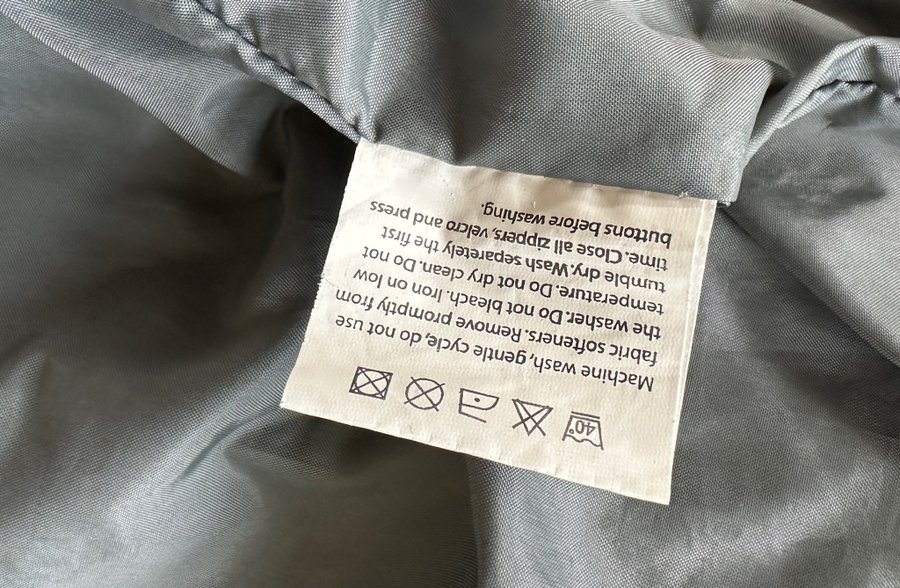 40°
Machine wash, gentle cycle, do not use
fabric softeners. Remove promptly from
the washer. Do not bleach. Iron on low
temperature. Do not dry clean. Do not
tumble dry. Wash separetely the first
time. Close all zippers, velcro and press
buttons before washing.